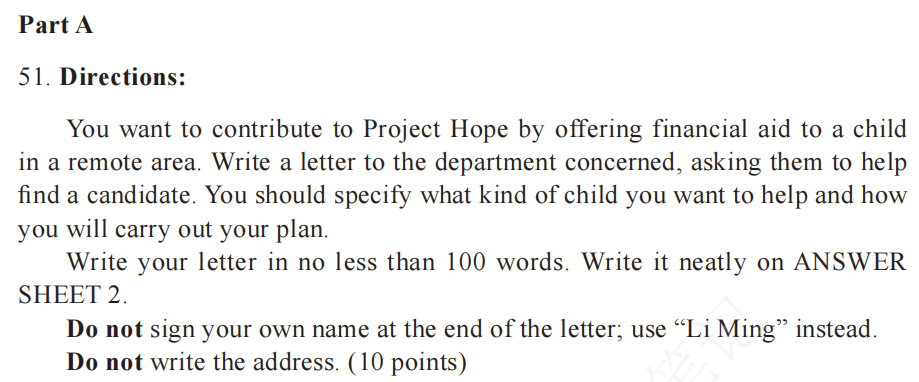 Part A
51. Directions:
You want to contribute to Project Hope by offering financial aid to a child
in a remote area. Write a letter to the department concerned, asking them to help
find a candidate. You should specify what kind of child you want to help and how
you will carry out your plan.
Write your letter in no less than 100 words. Write it neatly on ANSWER
SHEET 2.
Do not sign your own name at the end of the letter; use “Li Ming” instead.
Do not write the address. (10 points)
笔记